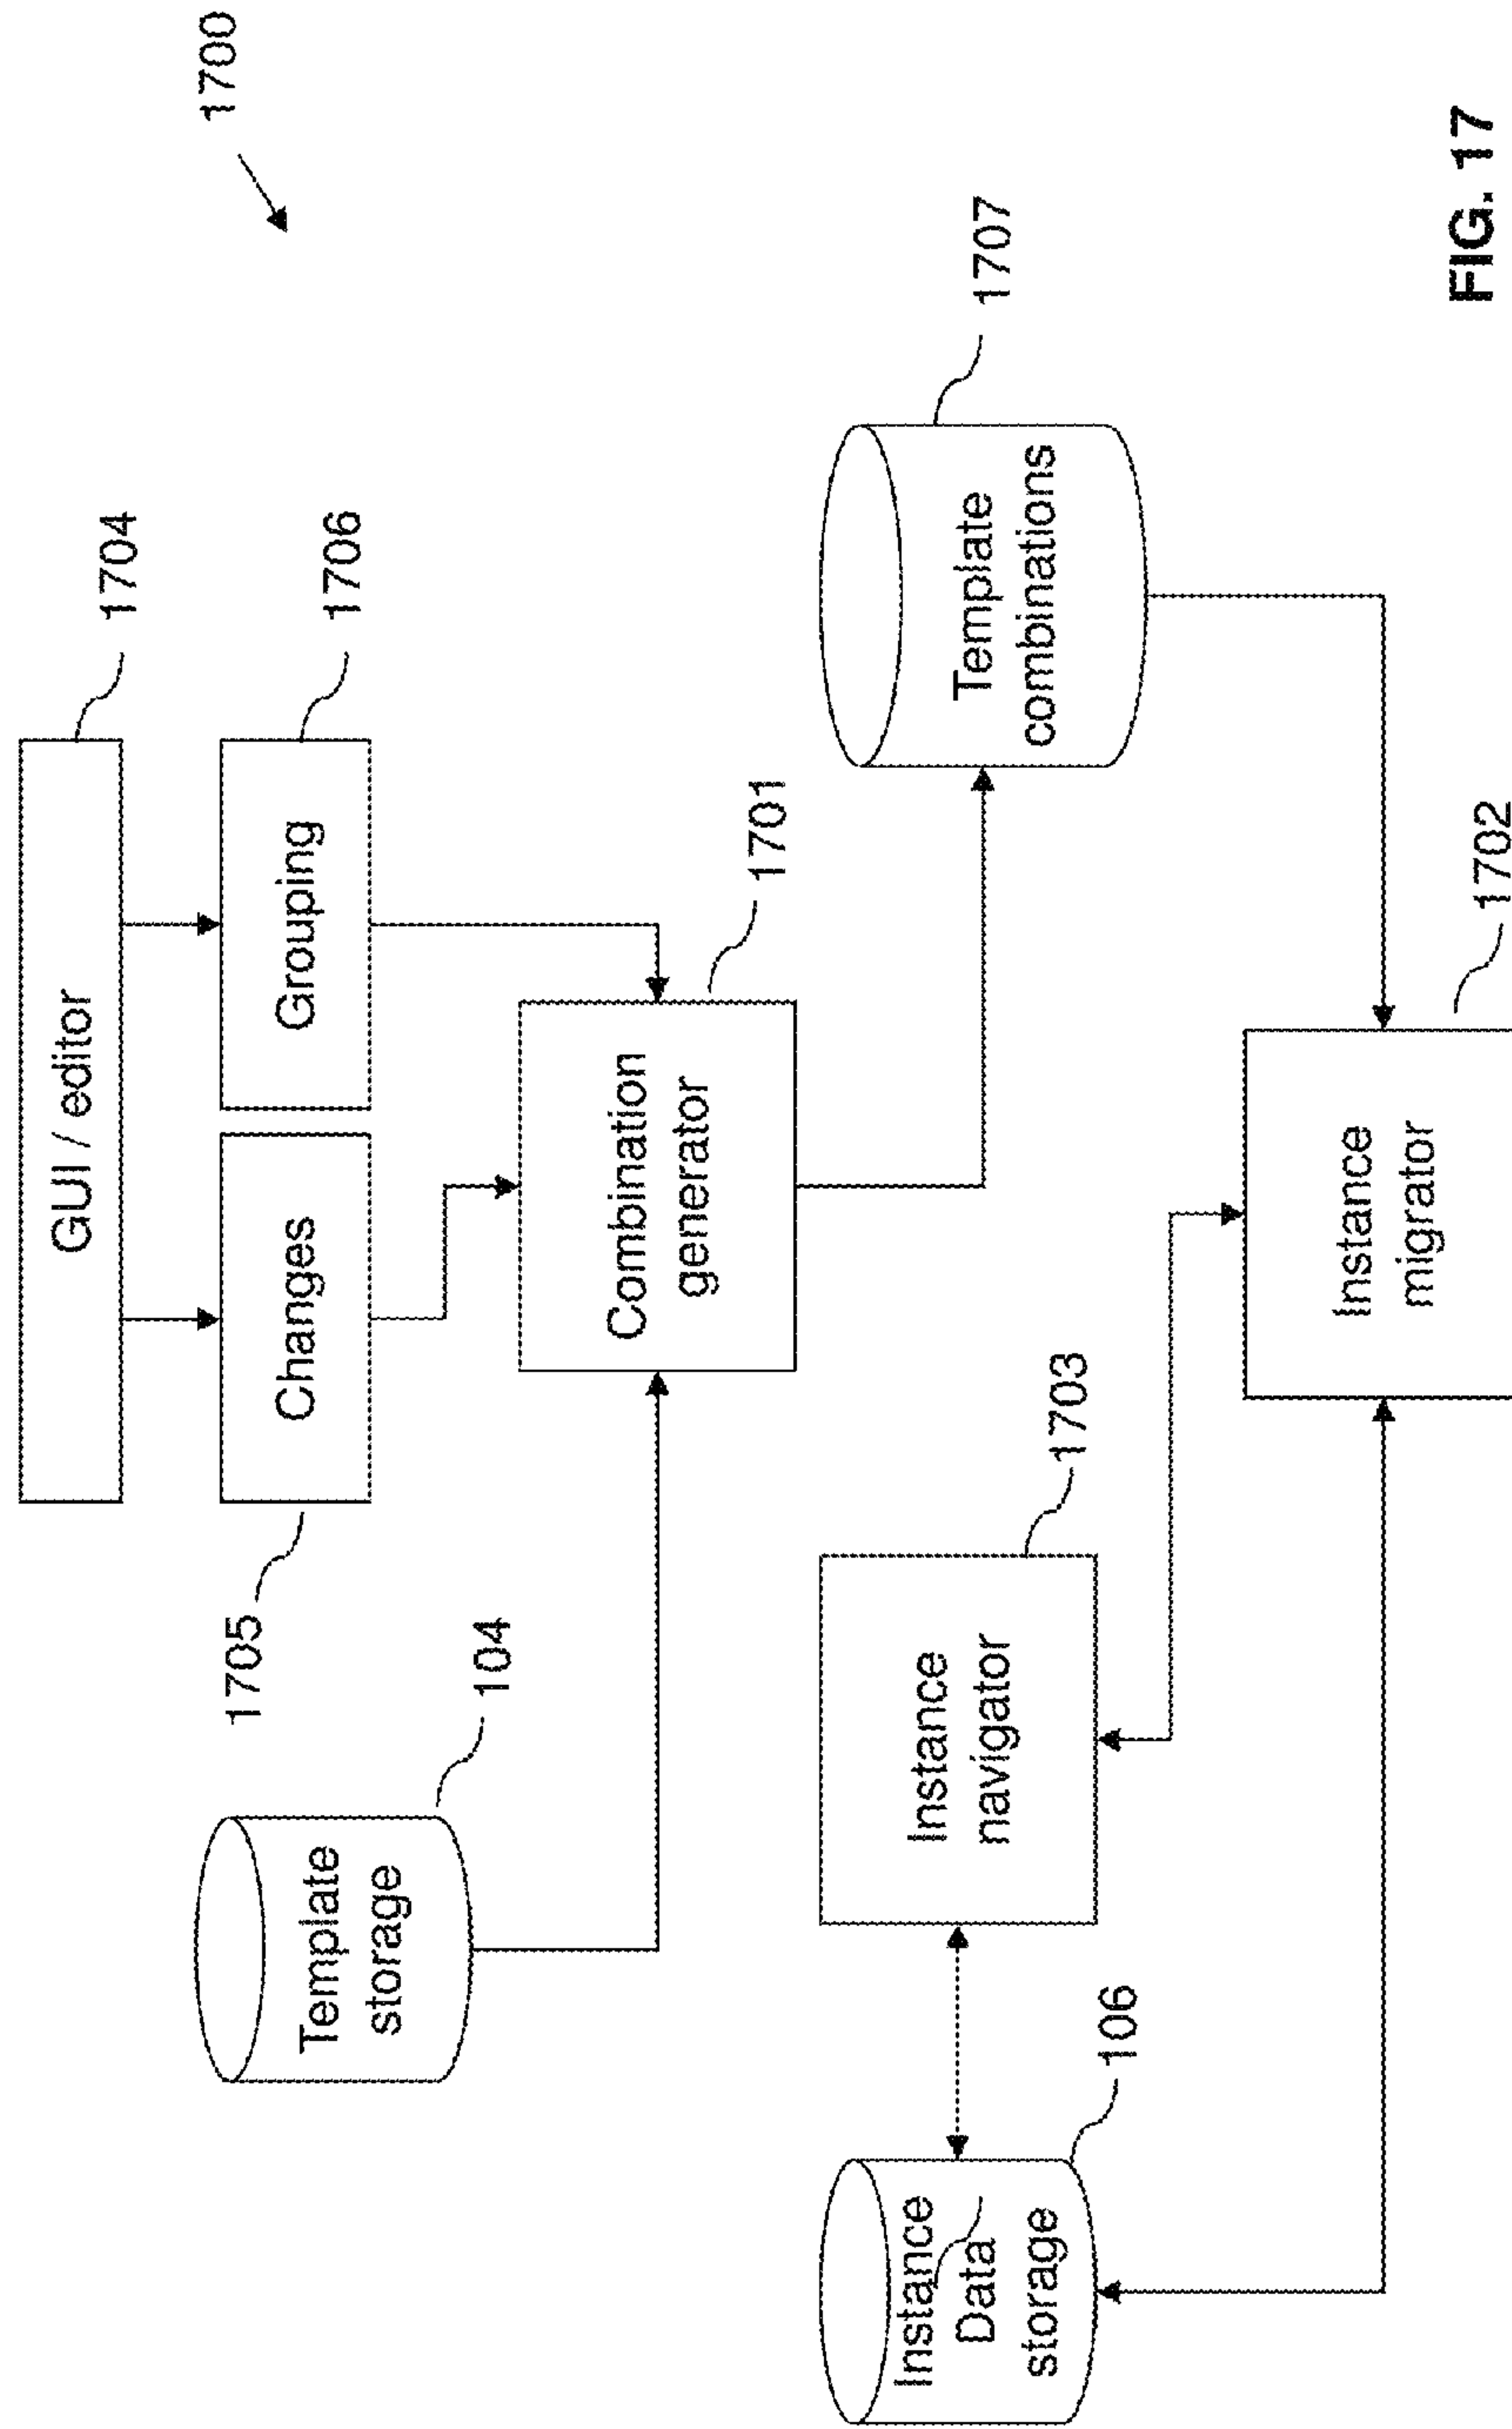 1700
GUI / editor
1704
1705
Changes
Grouping
1706
Template
storage
104
Combination
generator
1701
Instance
Data
storage
106
Instance
navigator
1703
Template
combinations
1707
Instance
migrator
1702
FIG. 17